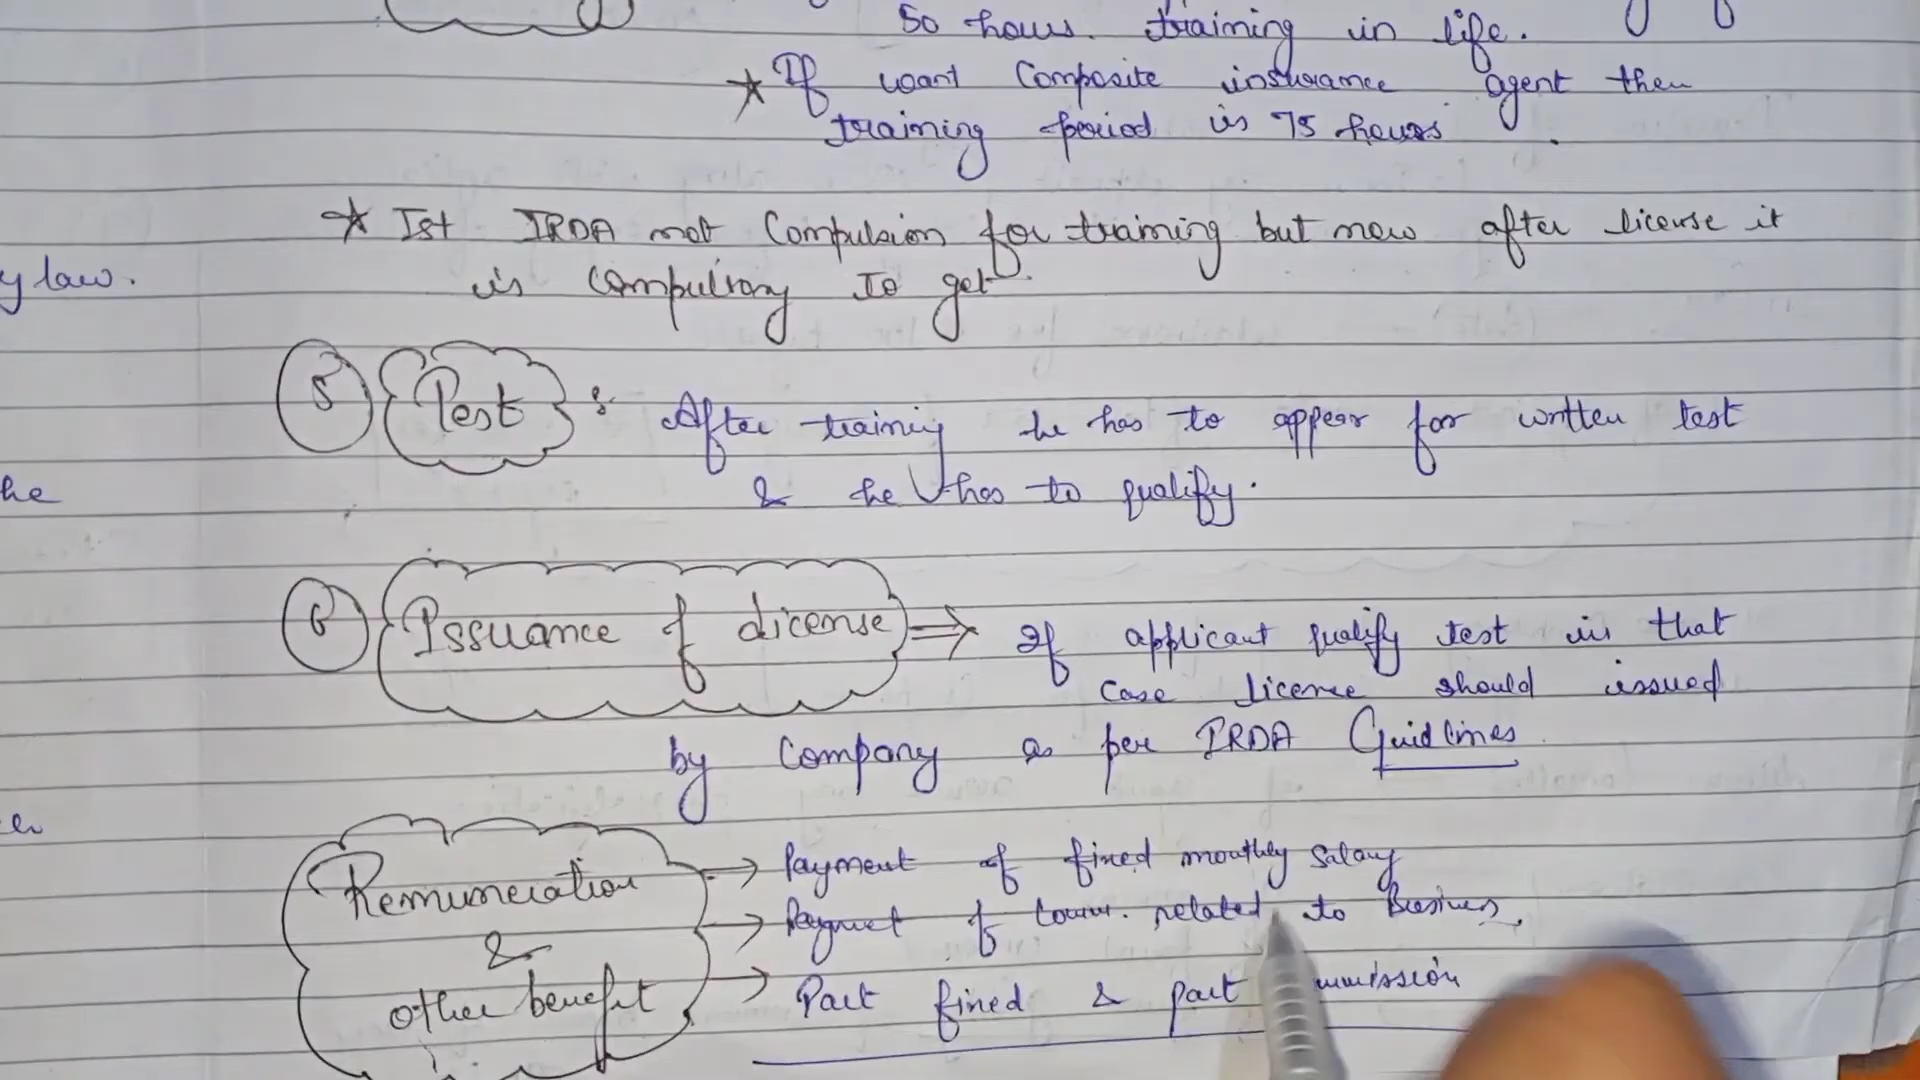 50 hours. training in life.
★ If want Composite insurance agent then
training period is 75 hours.
★ Ist IRDA not Compulsion for training but now after license it
is Compulsory to get.
y law.
5 Test : After training he has to appear for written test
& he has to qualify.
he
6 Issuance of License ⇒ If applicant qualify test in that
Case License should issued
by Company as per IRDA Guidlines
Remuneration & other benefit
→ Payment of fixed monthly salary
→ Payment of Comm. related to Business.
→ Part fixed & part mmission